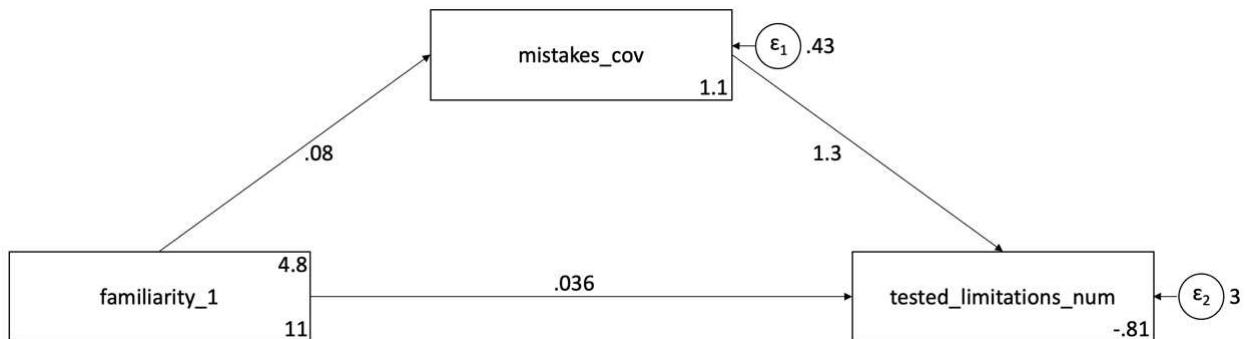 mistakes_cov
1.1
ε1 .43
.08
1.3
familiarity_1
4.8
11
.036
tested_limitations_num
-.81
ε2 3